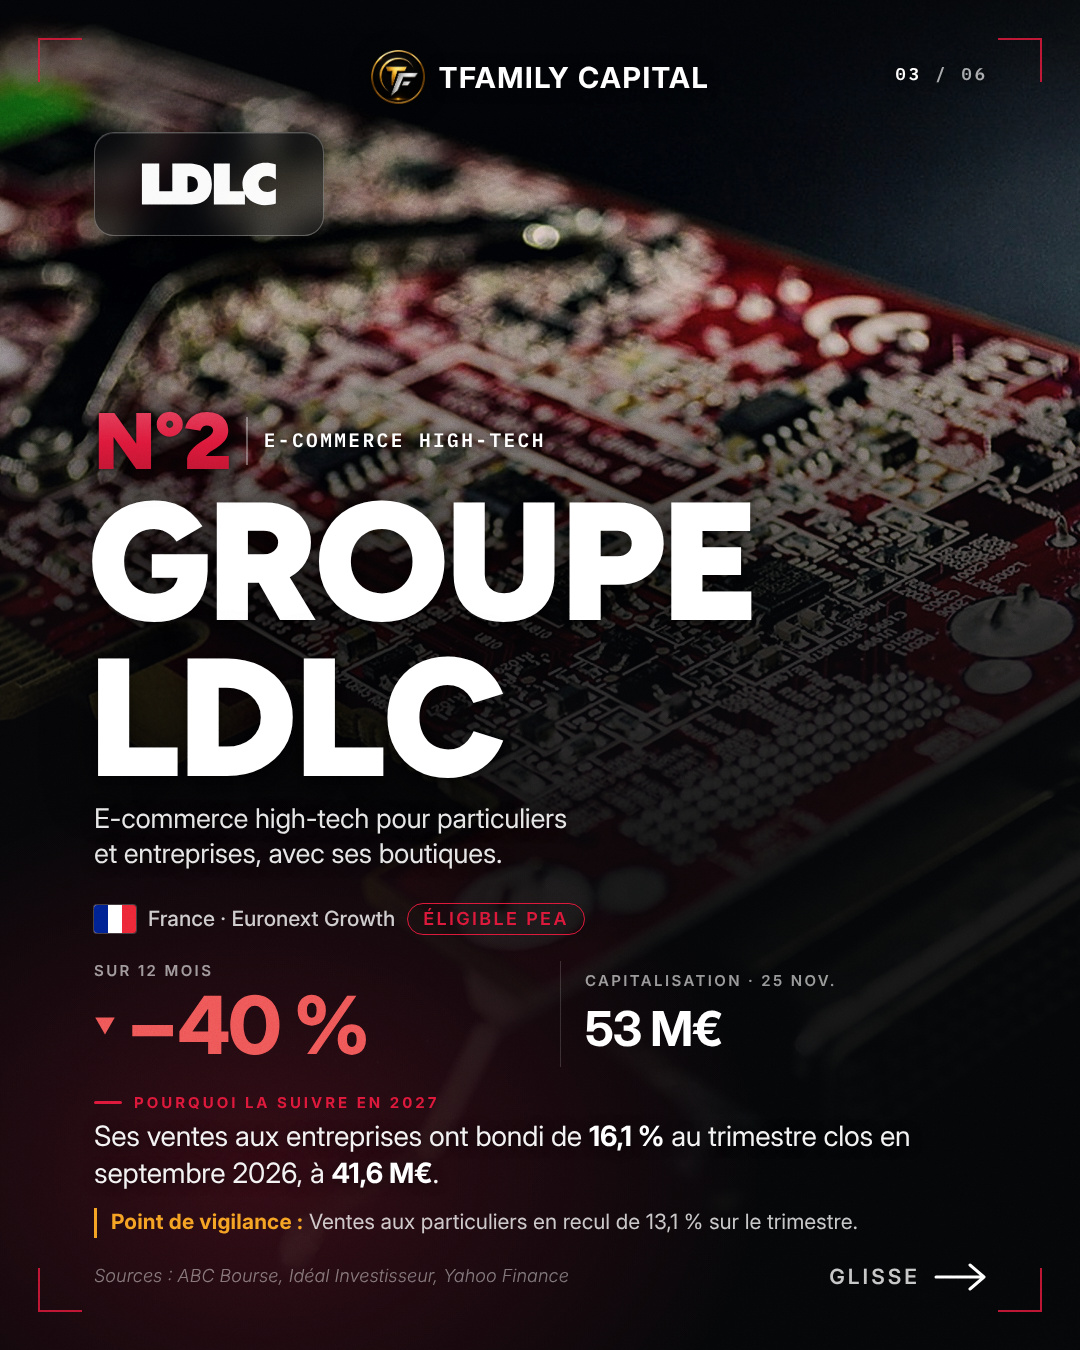 TF TFAMILY CAPITAL
03 / 06
LDLC
N°2
E-COMMERCE HIGH-TECH
GROUPE
LDLC
E-commerce high-tech pour particuliers
et entreprises, avec ses boutiques.
France · Euronext Growth
ÉLIGIBLE PEA
SUR 12 MOIS
▼ –40 %
CAPITALISATION · 25 NOV.
53 M€
POURQUOI LA SUIVRE EN 2027
Ses ventes aux entreprises ont bondi de 16,1 % au trimestre clos en
septembre 2026, à 41,6 M€.
Point de vigilance : Ventes aux particuliers en recul de 13,1 % sur le trimestre.
Sources : ABC Bourse, Idéal Investisseur, Yahoo Finance
GLISSE →